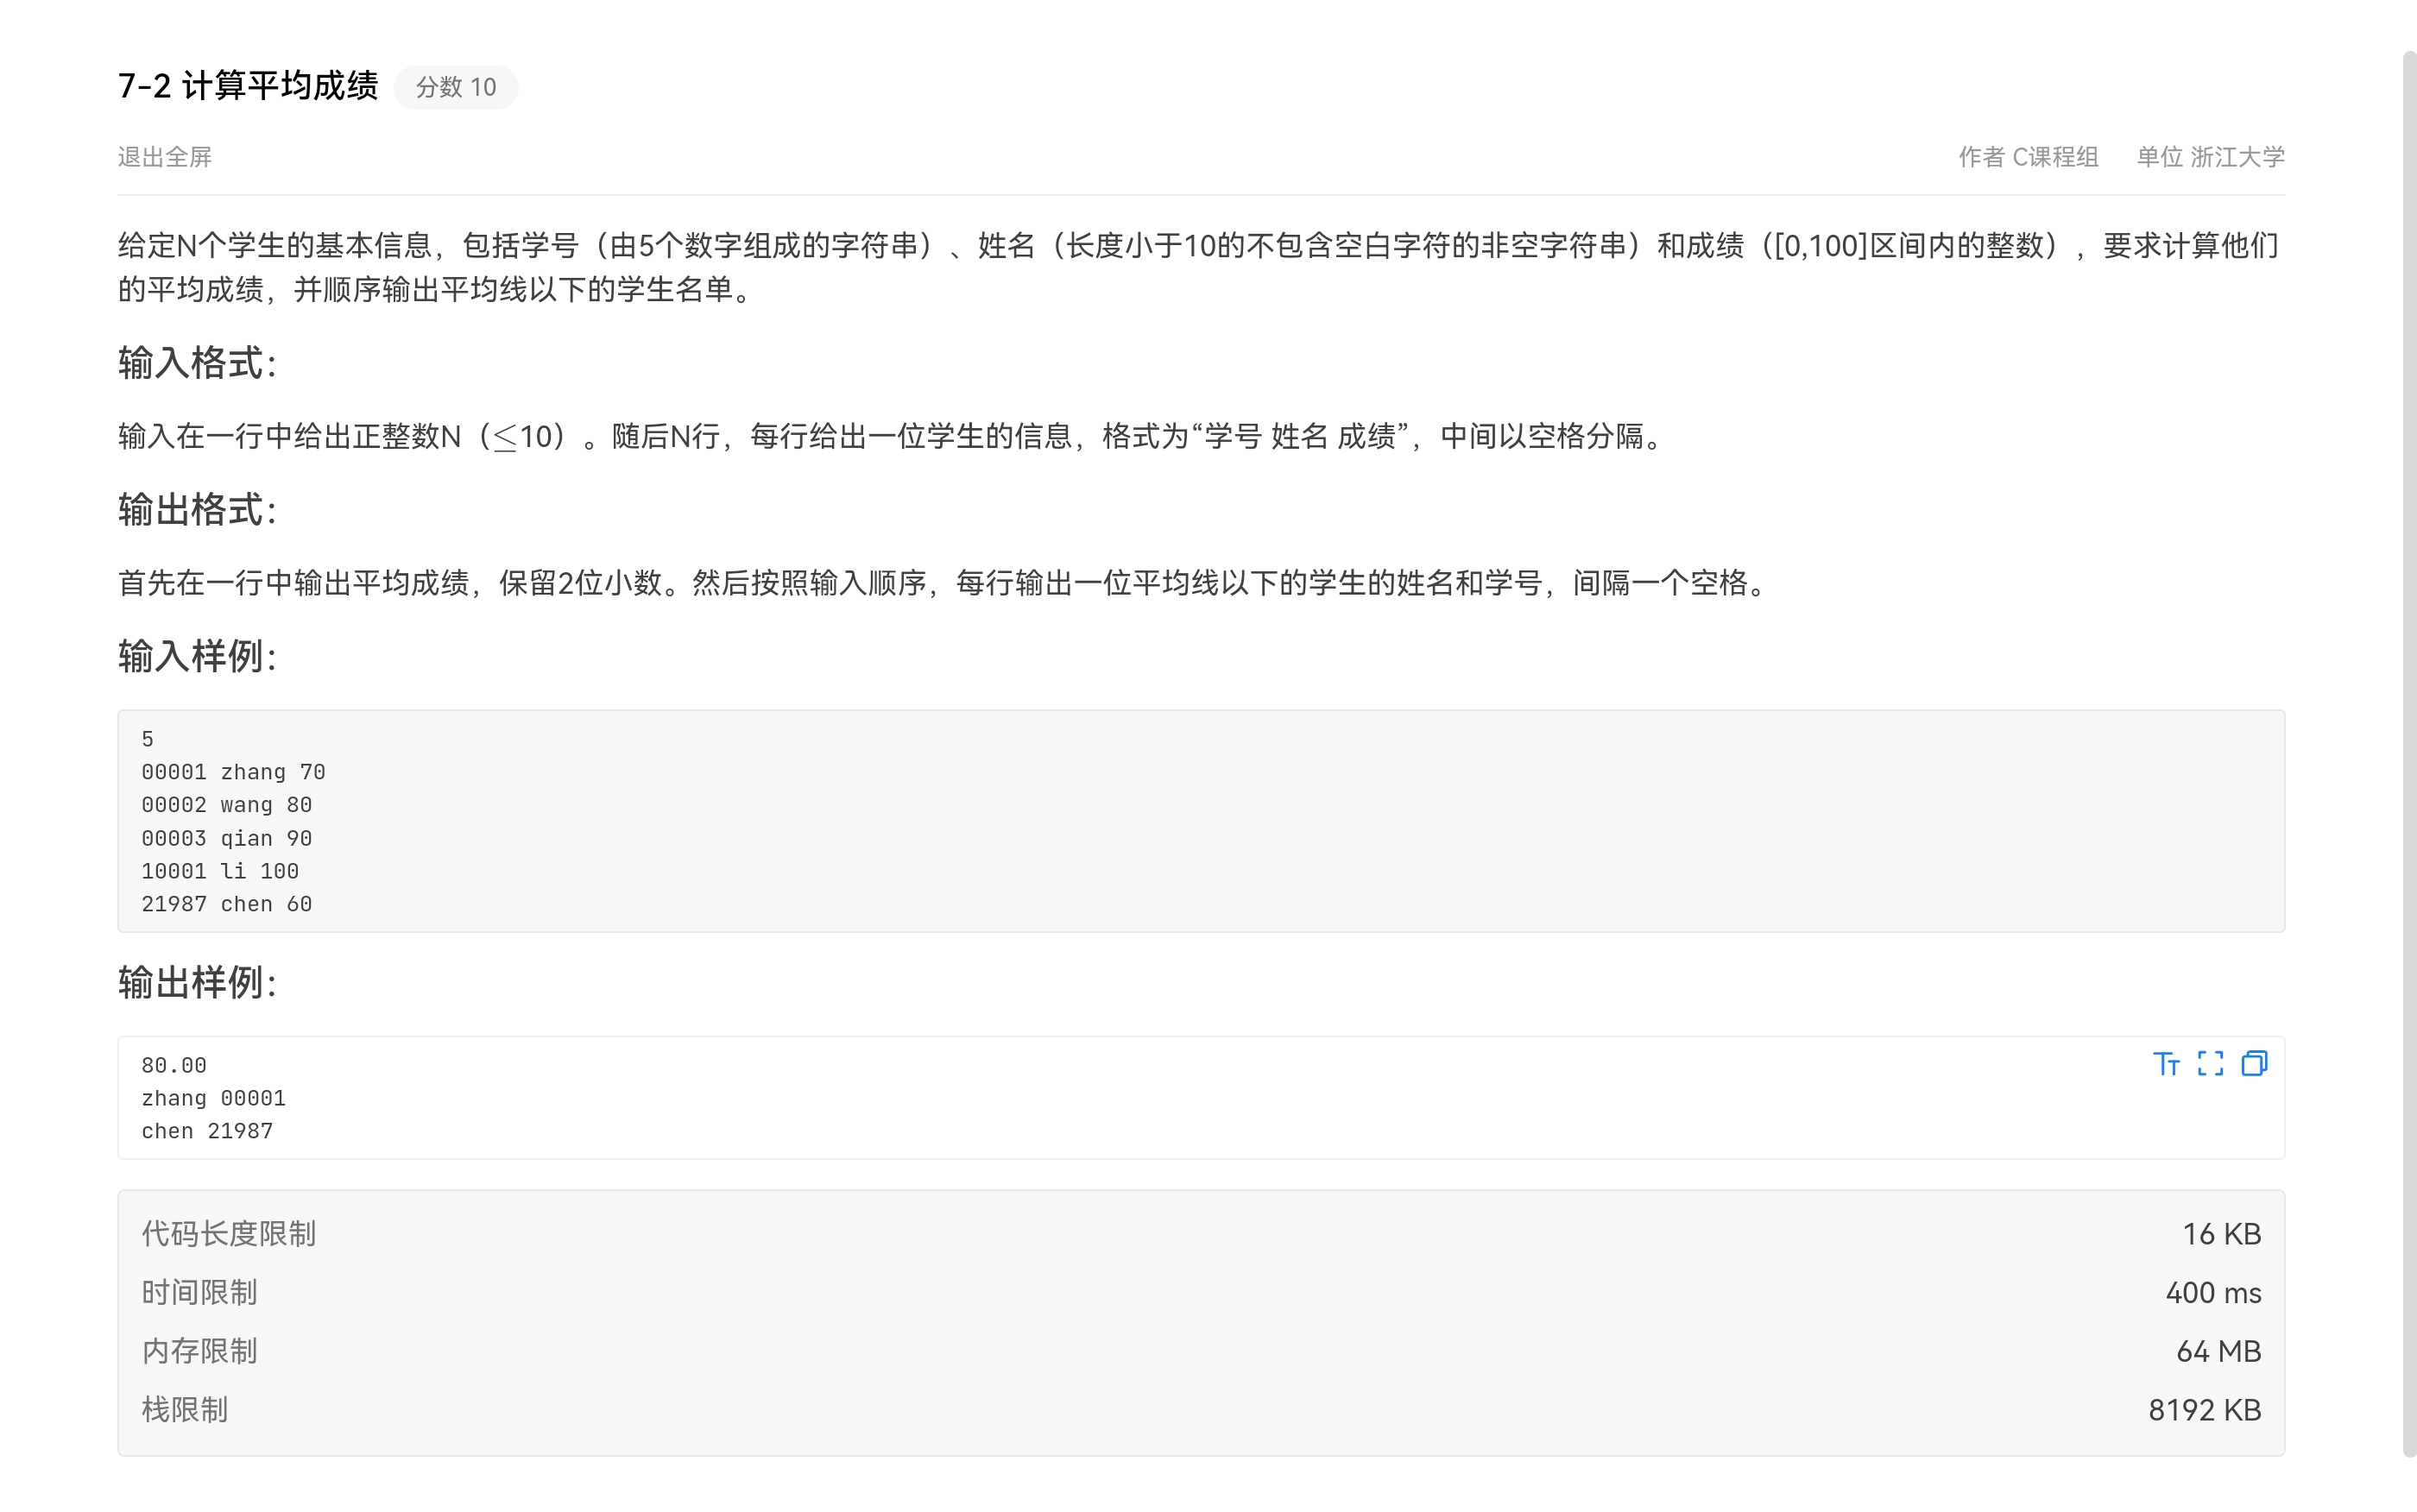 7-2 计算平均成绩 分数 10
退出全屏 作者 C课程组 单位 浙江大学
给定N个学生的基本信息，包括学号（由5个数字组成的字符串）、姓名（长度小于10的不包含空白字符的非空字符串）和成绩（[0,100]区间内的整数），要求计算他们
的平均成绩，并顺序输出平均线以下的学生名单。
输入格式：
输入在一行中给出正整数N（≤10）。随后N行，每行给出一位学生的信息，格式为“学号 姓名 成绩”，中间以空格分隔。
输出格式：
首先在一行中输出平均成绩，保留2位小数。然后按照输入顺序，每行输出一位平均线以下的学生的姓名和学号，间隔一个空格。
输入样例：
5
00001 zhang 70
00002 wang 80
00003 qian 90
10001 li 100
21987 chen 60
输出样例：
80.00
zhang 00001
chen 21987
代码长度限制 16 KB
时间限制 400 ms
内存限制 64 MB
栈限制 8192 KB